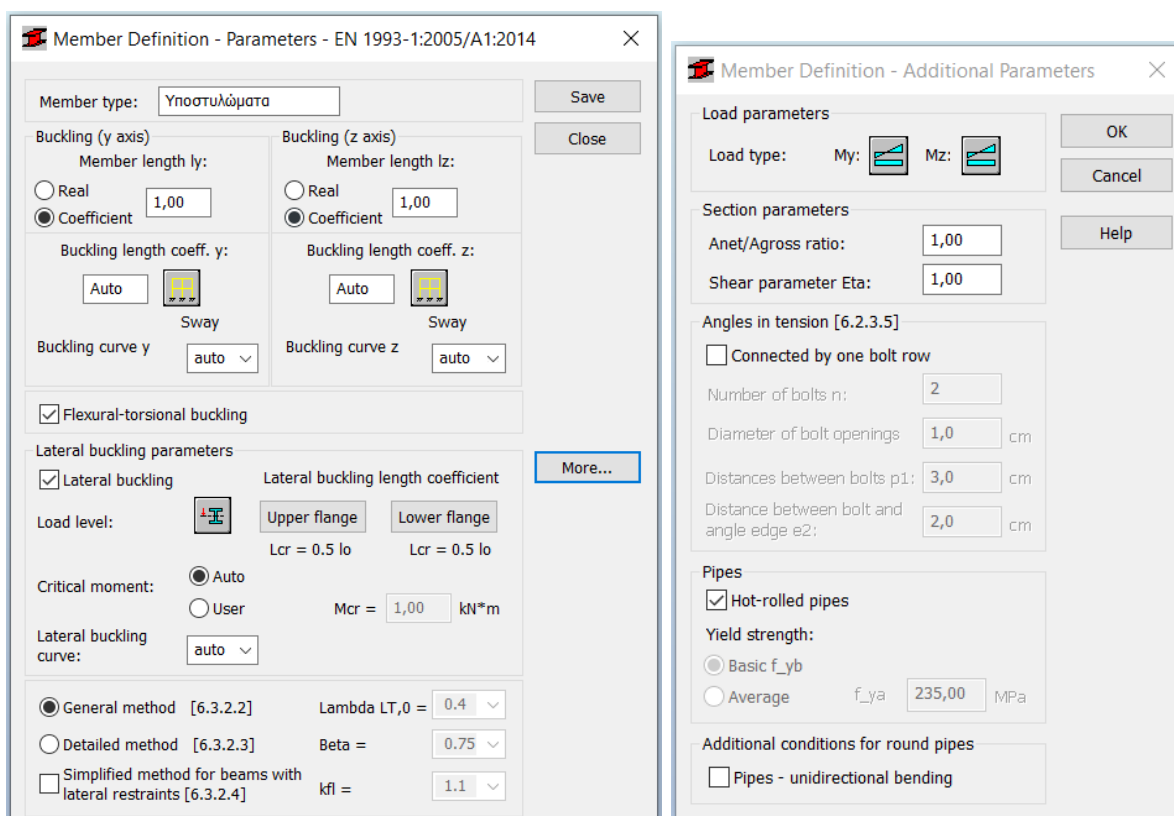 Member Definition - Parameters - EN 1993-1:2005/A1:2014
Member type: Υποστυλώματα
Save
Close
Buckling (y axis)
Member length ly:
Real
Coefficient
1,00
Buckling length coeff. y:
Auto
Sway
Buckling curve y
auto
Buckling (z axis)
Member length lz:
Real
Coefficient
1,00
Buckling length coeff. z:
Auto
Sway
Buckling curve z
auto
Flexural-torsional buckling
Lateral buckling parameters
Lateral buckling
Lateral buckling length coefficient
More...
Load level:
Upper flange
Lower flange
Lcr = 0.5 lo
Lcr = 0.5 lo
Critical moment:
Auto
User
Mcr = 1,00 kN*m
Lateral buckling
curve:
auto
General method [6.3.2.2]
Lambda LT,0 = 0.4
Detailed method [6.3.2.3]
Beta = 0.75
Simplified method for beams with
lateral restraints [6.3.2.4]
kfl = 1.1
Member Definition - Additional Parameters
Load parameters
Load type: My: Mz:
OK
Cancel
Help
Section parameters
Anet/Agross ratio: 1,00
Shear parameter Eta: 1,00
Angles in tension [6.2.3.5]
Connected by one bolt row
Number of bolts n: 2
Diameter of bolt openings 1,0 cm
Distances between bolts p1: 3,0 cm
Distance between bolt and
angle edge e2: 2,0 cm
Pipes
Hot-rolled pipes
Yield strength:
Basic f_yb
Average f_ya 235,00 MPa
Additional conditions for round pipes
Pipes - unidirectional bending